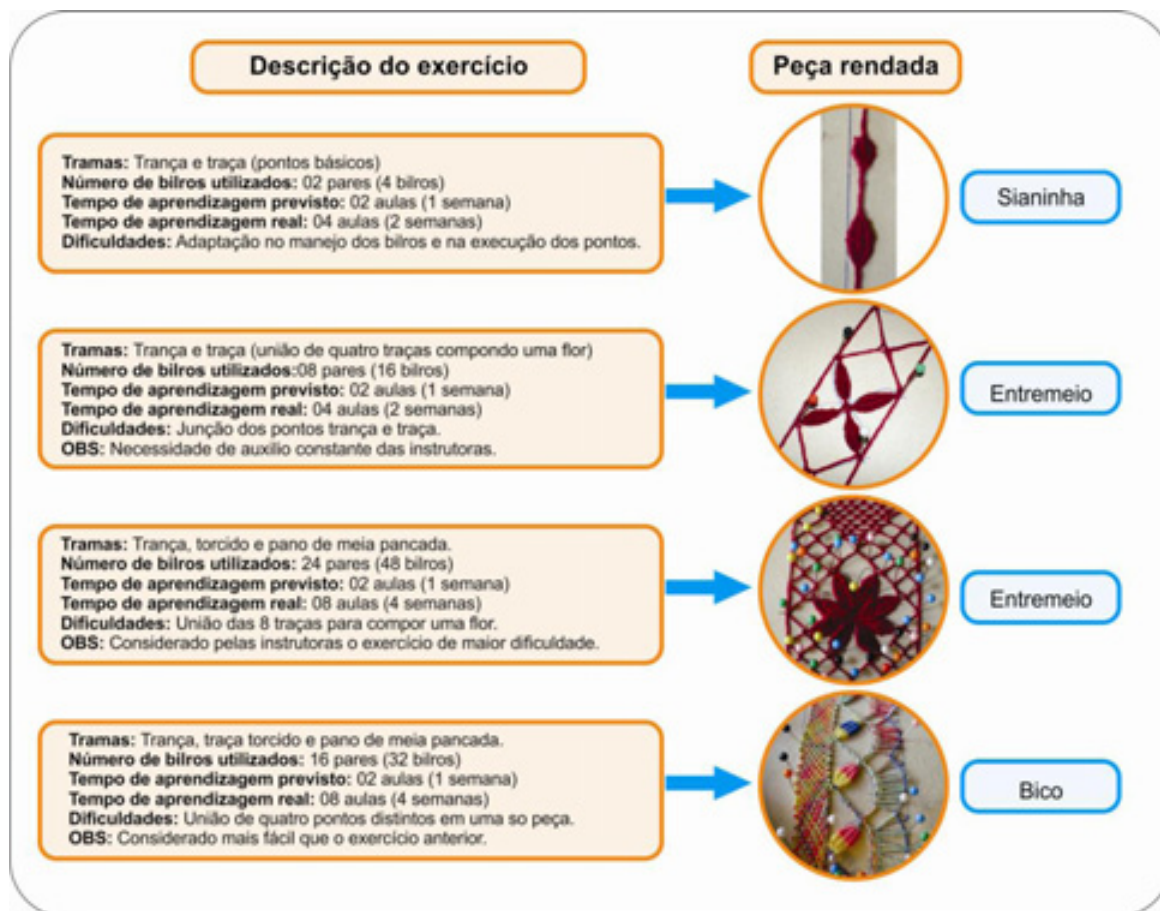 Descrição do exercício
Peça rendada
Tramas: Trança e traça (pontos básicos)
Número de bilros utilizados: 02 pares (4 bilros)
Tempo de aprendizagem previsto: 02 aulas (1 semana)
Tempo de aprendizagem real: 04 aulas (2 semanas)
Dificuldades: Adaptação no manejo dos bilros e na execução dos pontos.
Sianinha
Tramas: Trança e traça (união de quatro traças compondo uma flor)
Número de bilros utilizados:08 pares (16 bilros)
Tempo de aprendizagem previsto: 02 aulas (1 semana)
Tempo de aprendizagem real: 04 aulas (2 semanas)
Dificuldades: Junção dos pontos trança e traça.
OBS: Necessidade de auxilio constante das instrutoras.
Entremeio
Tramas: Trança, torcido e pano de meia pancada.
Número de bilros utilizados: 24 pares (48 bilros)
Tempo de aprendizagem previsto: 02 aulas (1 semana)
Tempo de aprendizagem real: 08 aulas (4 semanas)
Dificuldades: União das 8 traças para compor uma flor.
OBS: Considerado pelas instrutoras o exercício de maior dificuldade.
Entremeio
Tramas: Trança, traça torcido e pano de meia pancada.
Número de bilros utilizados: 16 pares (32 bilros)
Tempo de aprendizagem previsto: 02 aulas (1 semana)
Tempo de aprendizagem real: 08 aulas (4 semanas)
Dificuldades: União de quatro pontos distintos em uma so peça.
OBS: Considerado mais fácil que o exercício anterior.
Bico